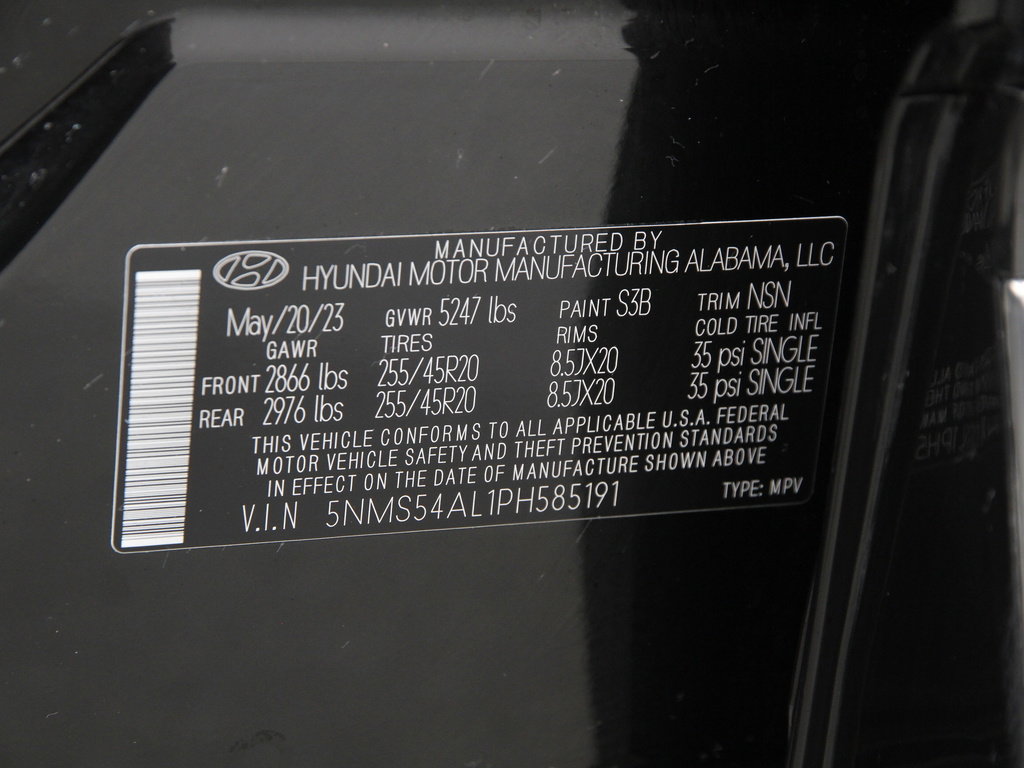 MANUFACTURED BY
HYUNDAI MOTOR MANUFACTURING ALABAMA, LLC
May/20/23 GVWR 5247 lbs PAINT S3B TRIM NSN
GAWR TIRES RIMS COLD TIRE INFL
FRONT 2866 lbs 255/45R20 8.5JX20 35 psi SINGLE
REAR 2976 lbs 255/45R20 8.5JX20 35 psi SINGLE
THIS VEHICLE CONFORMS TO ALL APPLICABLE U.S.A. FEDERAL
MOTOR VEHICLE SAFETY AND THEFT PREVENTION STANDARDS
IN EFFECT ON THE DATE OF MANUFACTURE SHOWN ABOVE
V.I.N 5NMS54AL1PH585191 TYPE: MPV